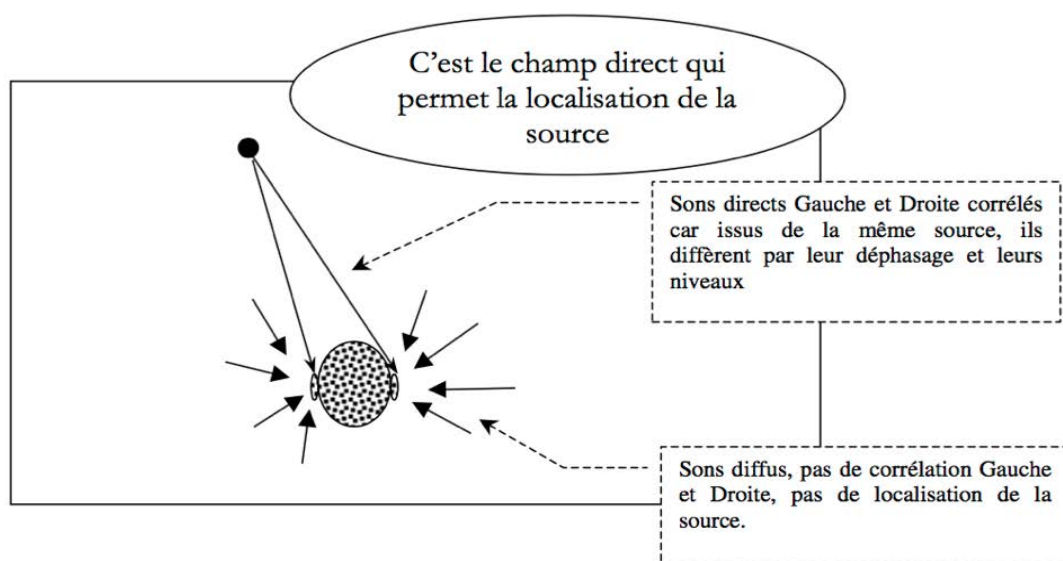 C’est le champ direct qui
permet la localisation de la
source
Sons directs Gauche et Droite corrélés
car issus de la même source, ils
diffèrent par leur déphasage et leurs
niveaux
Sons diffus, pas de corrélation Gauche
et Droite, pas de localisation de la
source.